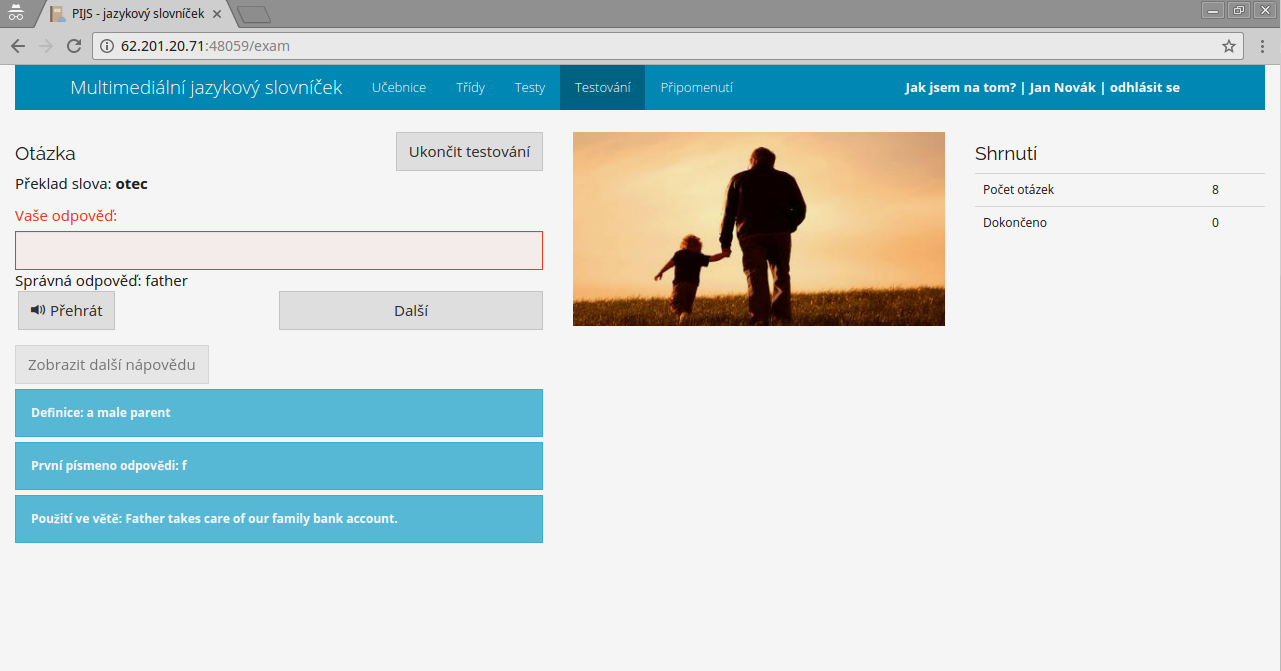 PIJS - jazykový slovníček
62.201.20.71:48059/exam
Multimediální jazykový slovníček Učebnice Třídy Testy Testování Připomenutí Jak jsem na tom? | Jan Novák | odhlásit se
Otázka
Ukončit testování
Překlad slova: otec
Vaše odpověď:
Správná odpověď: father
Přehrát
Další
Zobrazit další nápovědu
Definice: a male parent
První písmeno odpovědi: f
Použití ve větě: Father takes care of our family bank account.
Shrnutí
Počet otázek 8
Dokončeno 0